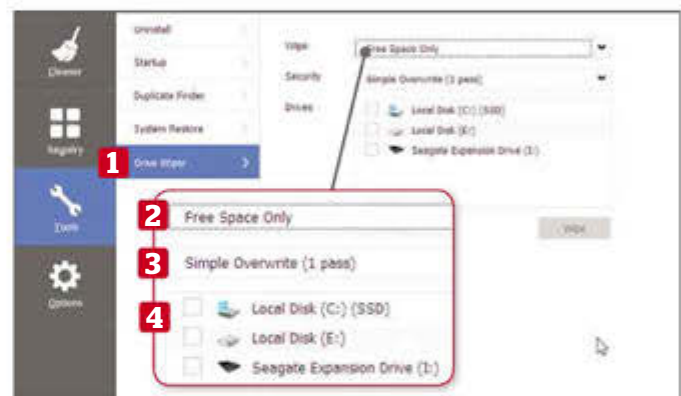 Cleaner
Registry
Tools
Options
Uninstall
Startup
Duplicate Finder
System Restore
1
Drive Wiper
Wipe
Free Space Only
Security
Simple Overwrite (1 pass)
Drives
Local Disk (C:) (SSD)
Local Disk (E:)
Seagate Expansion Drive (I:)
Wipe
2 Free Space Only
3 Simple Overwrite (1 pass)
4 Local Disk (C:) (SSD)
Local Disk (E:)
Seagate Expansion Drive (I:)